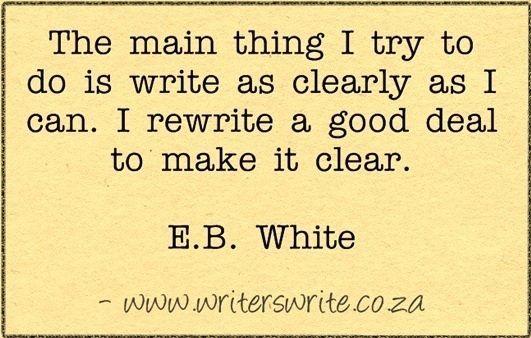 The main thing I try to
do is write as clearly as I
can. I rewrite a good deal
to make it clear.
E.B. White
- www.writerswrite.co.za